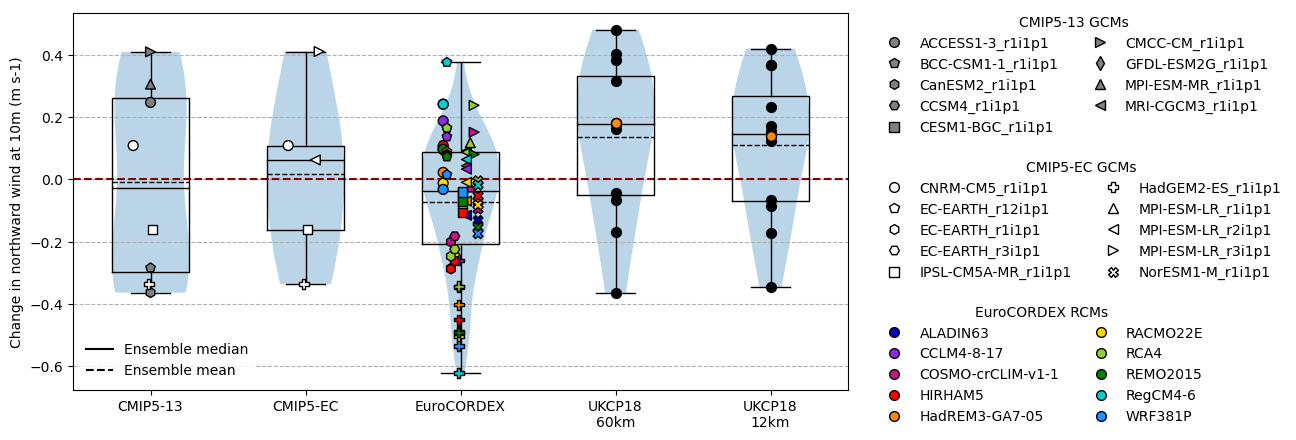 Change in northward wind at 10m (m s-1)
0.4
0.2
0.0
−0.2
−0.4
−0.6
Ensemble median
Ensemble mean
CMIP5-13
CMIP5-EC
EuroCORDEX
UKCP18
60km
UKCP18
12km
CMIP5-13 GCMs
ACCESS1-3_r1i1p1
BCC-CSM1-1_r1i1p1
CanESM2_r1i1p1
CCSM4_r1i1p1
CESM1-BGC_r1i1p1
CMCC-CM_r1i1p1
GFDL-ESM2G_r1i1p1
MPI-ESM-MR_r1i1p1
MRI-CGCM3_r1i1p1
CMIP5-EC GCMs
CNRM-CM5_r1i1p1
EC-EARTH_r12i1p1
EC-EARTH_r1i1p1
EC-EARTH_r3i1p1
IPSL-CM5A-MR_r1i1p1
HadGEM2-ES_r1i1p1
MPI-ESM-LR_r1i1p1
MPI-ESM-LR_r2i1p1
MPI-ESM-LR_r3i1p1
NorESM1-M_r1i1p1
EuroCORDEX RCMs
ALADIN63
CCLM4-8-17
COSMO-crCLIM-v1-1
HIRHAM5
HadREM3-GA7-05
RACMO22E
RCA4
REMO2015
RegCM4-6
WRF381P